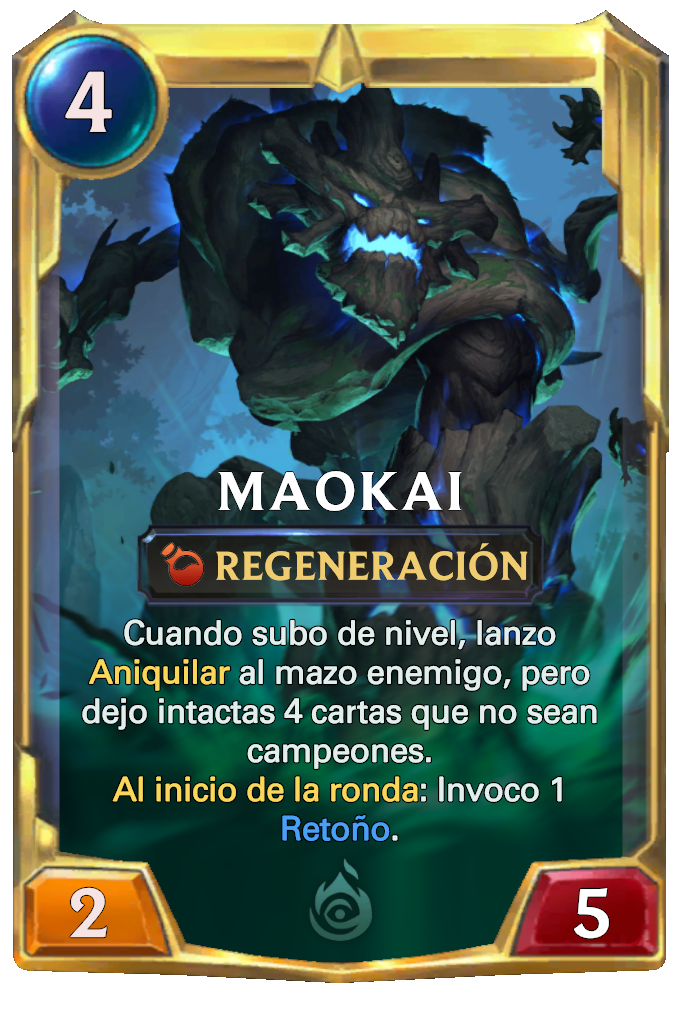 4
MAOKAI
REGENERACIÓN
Cuando subo de nivel, lanzo
Aniquilar al mazo enemigo, pero
dejo intactas 4 cartas que no sean
campeones.
Al inicio de la ronda: Invoco 1
Retoño.
2
5